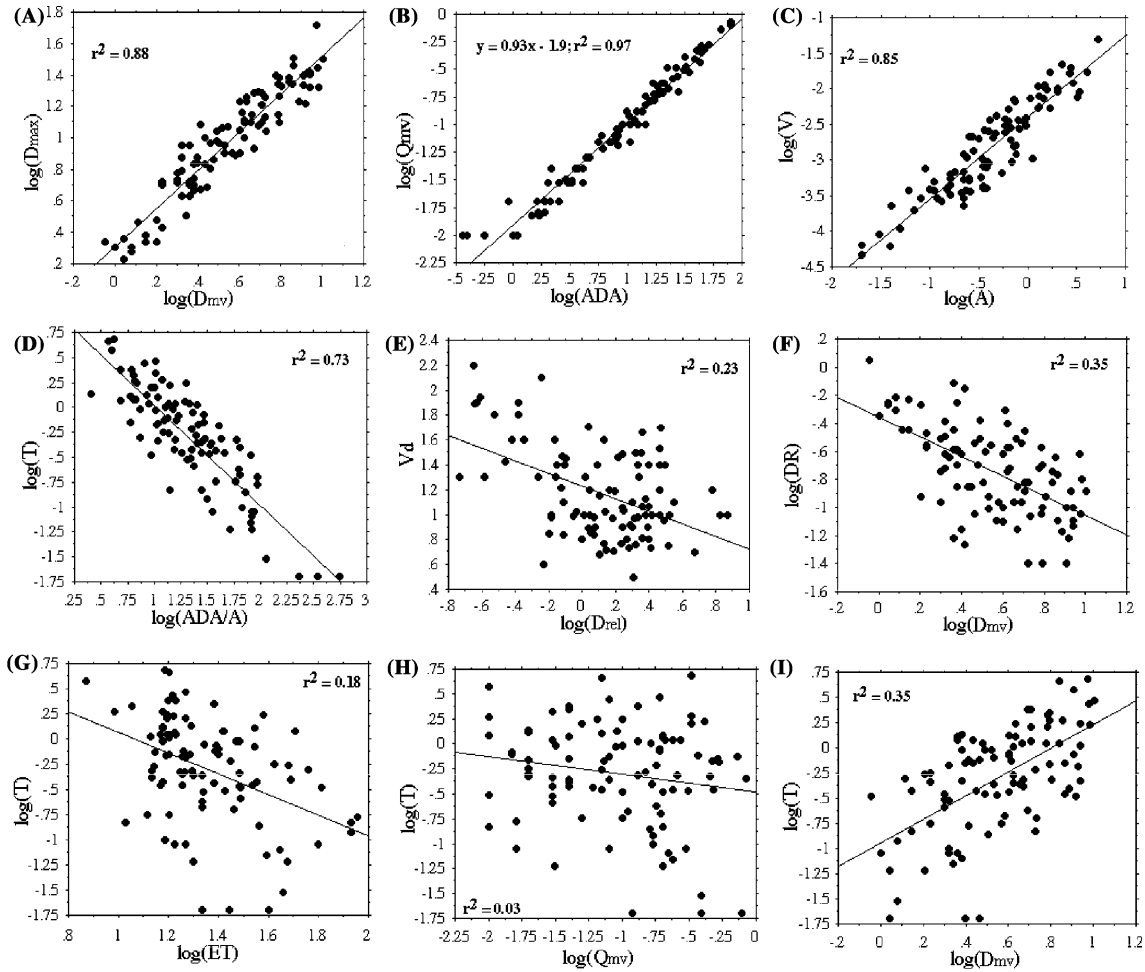 (A)
r² = 0.88
log(Dmax)
1.8
1.6
1.4
1.2
1
.8
.6
.4
.2
-.2 0 .2 .4 .6 .8 1 1.2
log(Dmv)
(B)
y = 0.93x - 1.9; r² = 0.97
log(Qmv)
-0
-.25
-.5
-.75
-1
-1.25
-1.5
-1.75
-2
-2.25
-.5 -.25 0 .25 .5 .75 1 1.25 1.5 1.75 2
log(ADA)
(C)
r² = 0.85
log(V)
-1
-1.5
-2
-2.5
-3
-3.5
-4
-4.5
-2 -1.5 -1 -.5 0 .5 1
log(A)
(D)
r² = 0.73
log(T)
.75
.5
.25
0
-.25
-.5
-.75
-1
-1.25
-1.5
-1.75
.25 .5 .75 1 1.25 1.5 1.75 2 2.25 2.5 2.75 3
log(ADA/A)
(E)
r² = 0.23
Vd
2.4
2.2
2
1.8
1.6
1.4
1.2
1
.8
.6
.4
-.8 -.6 -.4 -.2 0 .2 .4 .6 .8 1
log(Drel)
(F)
r² = 0.35
log(DR)
.2
0
-.2
-.4
-.6
-.8
-1
-1.2
-1.4
-1.6
-.2 0 .2 .4 .6 .8 1 1.2
log(Dmv)
(G)
r² = 0.18
log(T)
.75
.5
.25
0
-.25
-.5
-.75
-1
-1.25
-1.5
-1.75
.8 1 1.2 1.4 1.6 1.8 2
log(ET)
(H)
r² = 0.03
log(T)
.75
.5
.25
0
-.25
-.5
-.75
-1
-1.25
-1.5
-1.75
-2.25 -2 -1.75 -1.5 -1.25 -1 -.75 -.5 -.25 -0
log(Qmv)
(I)
r² = 0.35
log(T)
.75
.5
.25
0
-.25
-.5
-.75
-1
-1.25
-1.5
-1.75
-.2 0 .2 .4 .6 .8 1 1.2
log(Dmv)